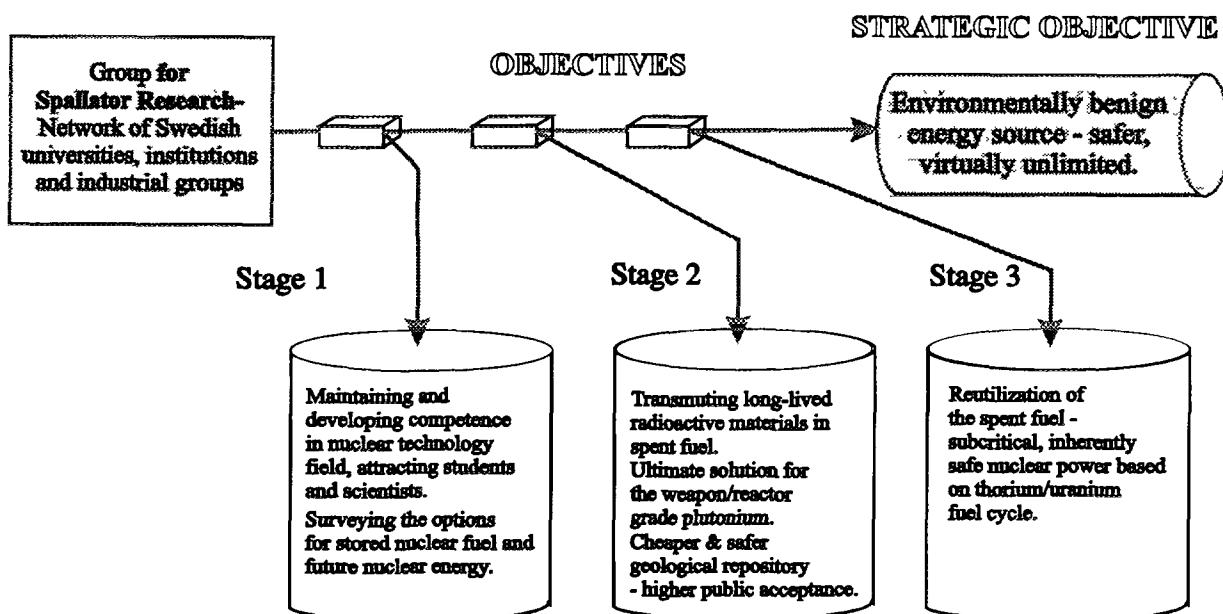 STRATEGIC OBJECTIVE
OBJECTIVES
Group for
Spallator Research-
Network of Swedish
universities, institutions
and industrial groups
Environmentally benign
energy source - safer,
virtually unlimited.
Stage 1
Stage 2
Stage 3
Maintaining and
developing competence
in nuclear technology
field, attracting students
and scientists.
Surveying the options
for stored nuclear fuel and
future nuclear energy.
Transmuting long-lived
radioactive materials in
spent fuel.
Ultimate solution for
the weapon/reactor
grade plutonium.
Cheaper & safer
geological repository
- higher public acceptance.
Reutilization of
the spent fuel -
subcritical, inherently
safe nuclear power based
on thorium/uranium
fuel cycle.